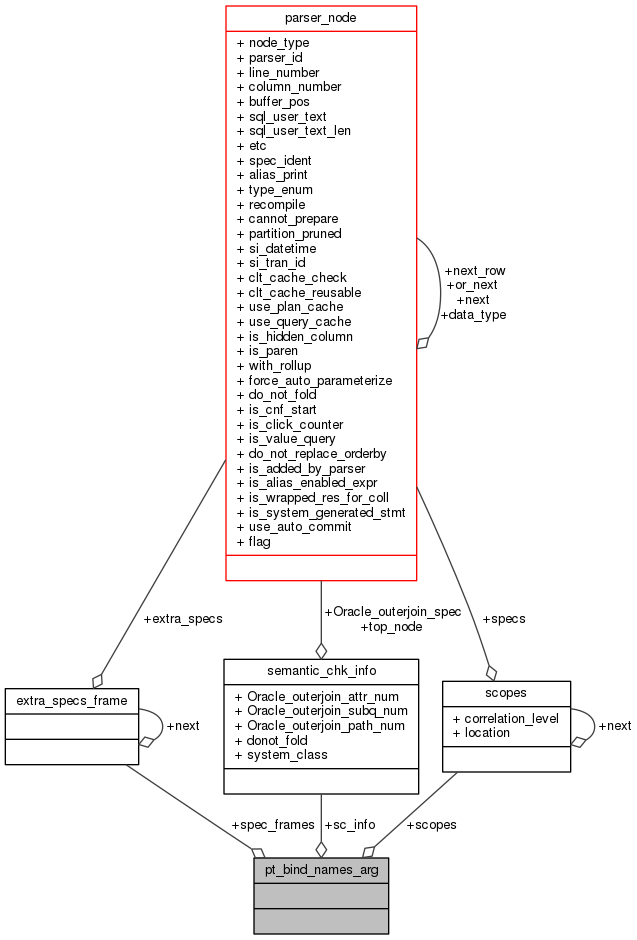 parser_node
+ node_type
+ parser_id
+ line_number
+ column_number
+ buffer_pos
+ sql_user_text
+ sql_user_text_len
+ etc
+ spec_ident
+ alias_print
+ type_enum
+ recompile
+ cannot_prepare
+ partition_pruned
+ si_datetime
+ si_tran_id
+ clt_cache_check
+ clt_cache_reusable
+ use_plan_cache
+ use_query_cache
+ is_hidden_column
+ is_paren
+ with_rollup
+ force_auto_parameterize
+ do_not_fold
+ is_cnf_start
+ is_click_counter
+ is_value_query
+ do_not_replace_orderby
+ is_added_by_parser
+ is_alias_enabled_expr
+ is_wrapped_res_for_coll
+ is_system_generated_stmt
+ use_auto_commit
+ flag
+next_row
+or_next
+next
+data_type
+extra_specs
+Oracle_outerjoin_spec
+top_node
+specs
extra_specs_frame
+next
semantic_chk_info
+ Oracle_outerjoin_attr_num
+ Oracle_outerjoin_subq_num
+ Oracle_outerjoin_path_num
+ donot_fold
+ system_class
scopes
+ correlation_level
+ location
+next
+spec_frames
+sc_info
+scopes
pt_bind_names_arg